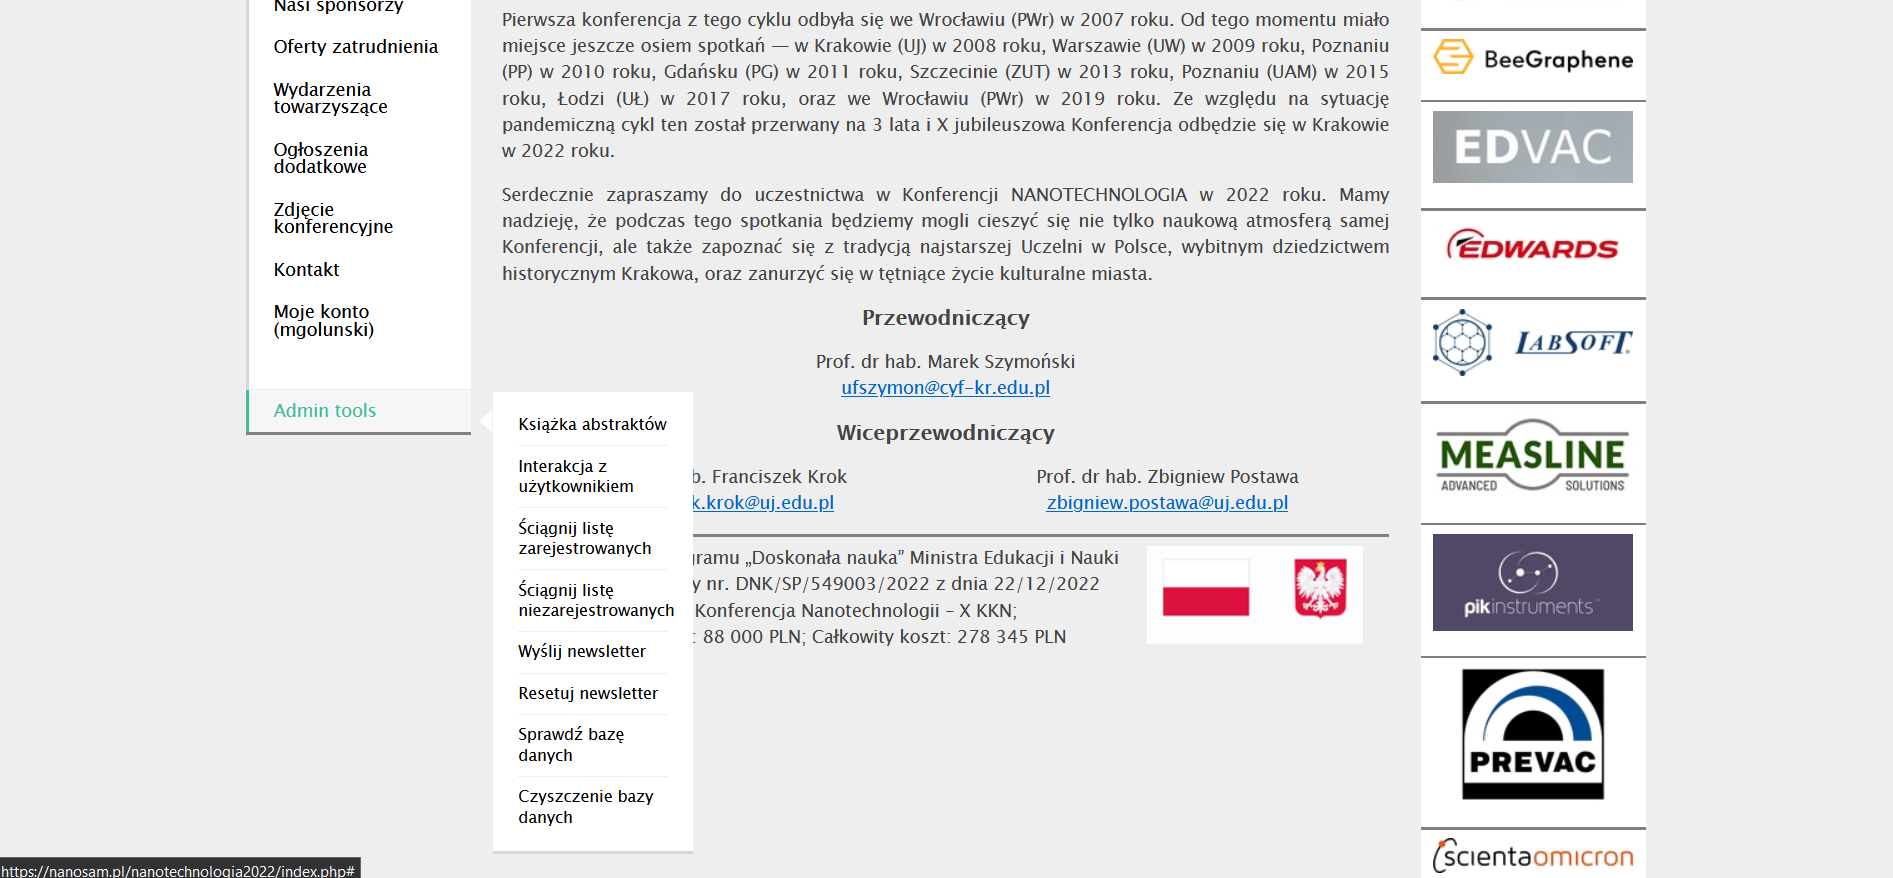 Nasi sponsorzy
Oferty zatrudnienia
Wydarzenia
towarzyszące
Ogłoszenia
dodatkowe
Zdjęcie
konferencyjne
Kontakt
Moje konto
(mgolunski)
Admin tools
Książka abstraktów
Interakcja z
użytkownikiem
Ściągnij listę
zarejestrowanych
Ściągnij listę
niezarejestrowanych
Wyślij newsletter
Resetuj newsletter
Sprawdź bazę
danych
Czyszczenie bazy
danych
Pierwsza konferencja z tego cyklu odbyła się we Wrocławiu (PWr) w 2007 roku. Od tego momentu miało
miejsce jeszcze osiem spotkań — w Krakowie (UJ) w 2008 roku, Warszawie (UW) w 2009 roku, Poznaniu
(PP) w 2010 roku, Gdańsku (PG) w 2011 roku, Szczecinie (ZUT) w 2013 roku, Poznaniu (UAM) w 2015
roku, Łodzi (UŁ) w 2017 roku, oraz we Wrocławiu (PWr) w 2019 roku. Ze względu na sytuację
pandemiczną cykl ten został przerwany na 3 lata i X jubileuszowa Konferencja odbędzie się w Krakowie
w 2022 roku.
Serdecznie zapraszamy do uczestnictwa w Konferencji NANOTECHNOLOGIA w 2022 roku. Mamy
nadzieję, że podczas tego spotkania będziemy mogli cieszyć się nie tylko naukową atmosferą samej
Konferencji, ale także zapoznać się z tradycją najstarszej Uczelni w Polsce, wybitnym dziedzictwem
historycznym Krakowa, oraz zanurzyć się w tętniące życie kulturalne miasta.
Przewodniczący
Prof. dr hab. Marek Szymoński
ufszymon@cyf-kr.edu.pl
Wiceprzewodniczący
b. Franciszek Krok
k.krok@uj.edu.pl
Prof. dr hab. Zbigniew Postawa
zbigniew.postawa@uj.edu.pl
gramu „Doskonała nauka” Ministra Edukacji i Nauki
y nr. DNK/SP/549003/2022 z dnia 22/12/2022
Konferencja Nanotechnologii – X KKN;
: 88 000 PLN; Całkowity koszt: 278 345 PLN
BeeGraphene
EDVAC
EDWARDS
LABSOFT
MEASLINE
ADVANCED SOLUTIONS
pikinstruments™
PREVAC
scientaomicron
https://nanosam.pl/nanotechnologia2022/index.php#